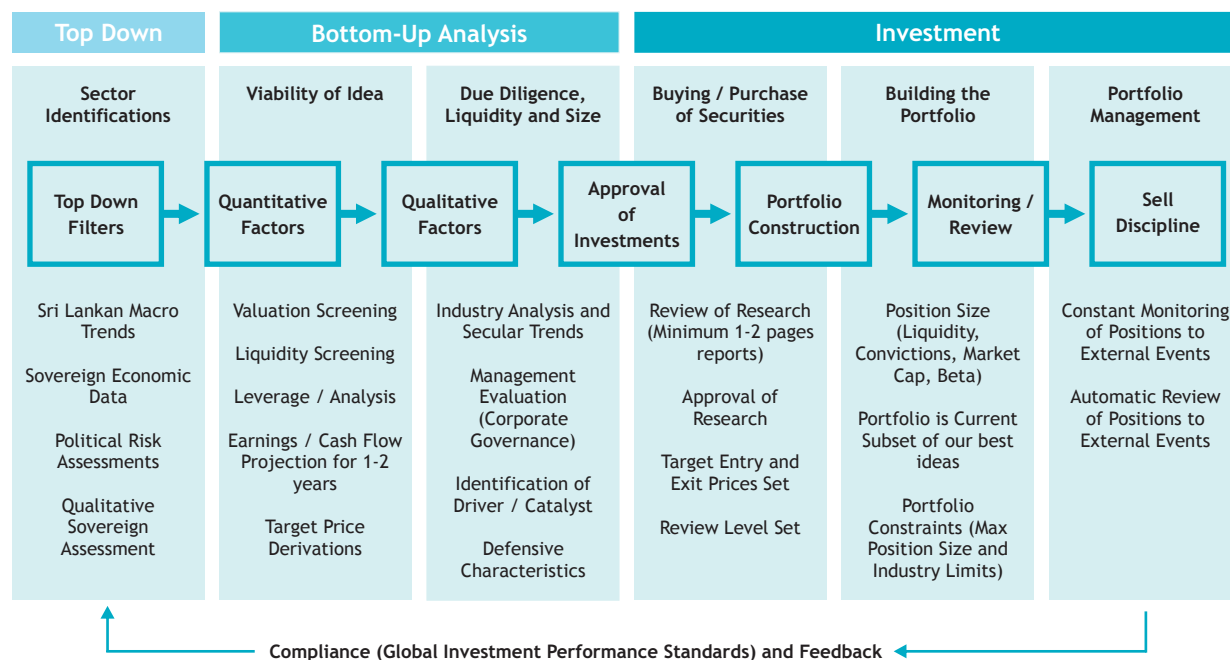 Top Down
Bottom-Up Analysis
Investment
Sector
Identifications
Viability of Idea
Due Diligence,
Liquidity and Size
Buying / Purchase
of Securities
Building the
Portfolio
Portfolio
Management
Top Down
Filters
Quantitative
Factors
Qualitative
Factors
Approval
of
Investments
Portfolio
Construction
Monitoring /
Review
Sell
Discipline
Sri Lankan Macro
Trends
Sovereign Economic
Data
Political Risk
Assessments
Qualitative
Sovereign
Assessment
Valuation Screening
Liquidity Screening
Leverage / Analysis
Earnings / Cash Flow
Projection for 1-2
years
Target Price
Derivations
Industry Analysis and
Secular Trends
Management
Evaluation
(Corporate
Governance)
Identification of
Driver / Catalyst
Defensive
Characteristics
Review of Research
(Minimum 1-2 pages
reports)
Approval of
Research
Target Entry and
Exit Prices Set
Review Level Set
Position Size
(Liquidity,
Convictions, Market
Cap, Beta)
Portfolio is Current
Subset of our best
ideas
Portfolio
Constraints (Max
Position Size and
Industry Limits)
Constant Monitoring
of Positions to
External Events
Automatic Review
of Positions to
External Events
Compliance (Global Investment Performance Standards) and Feedback